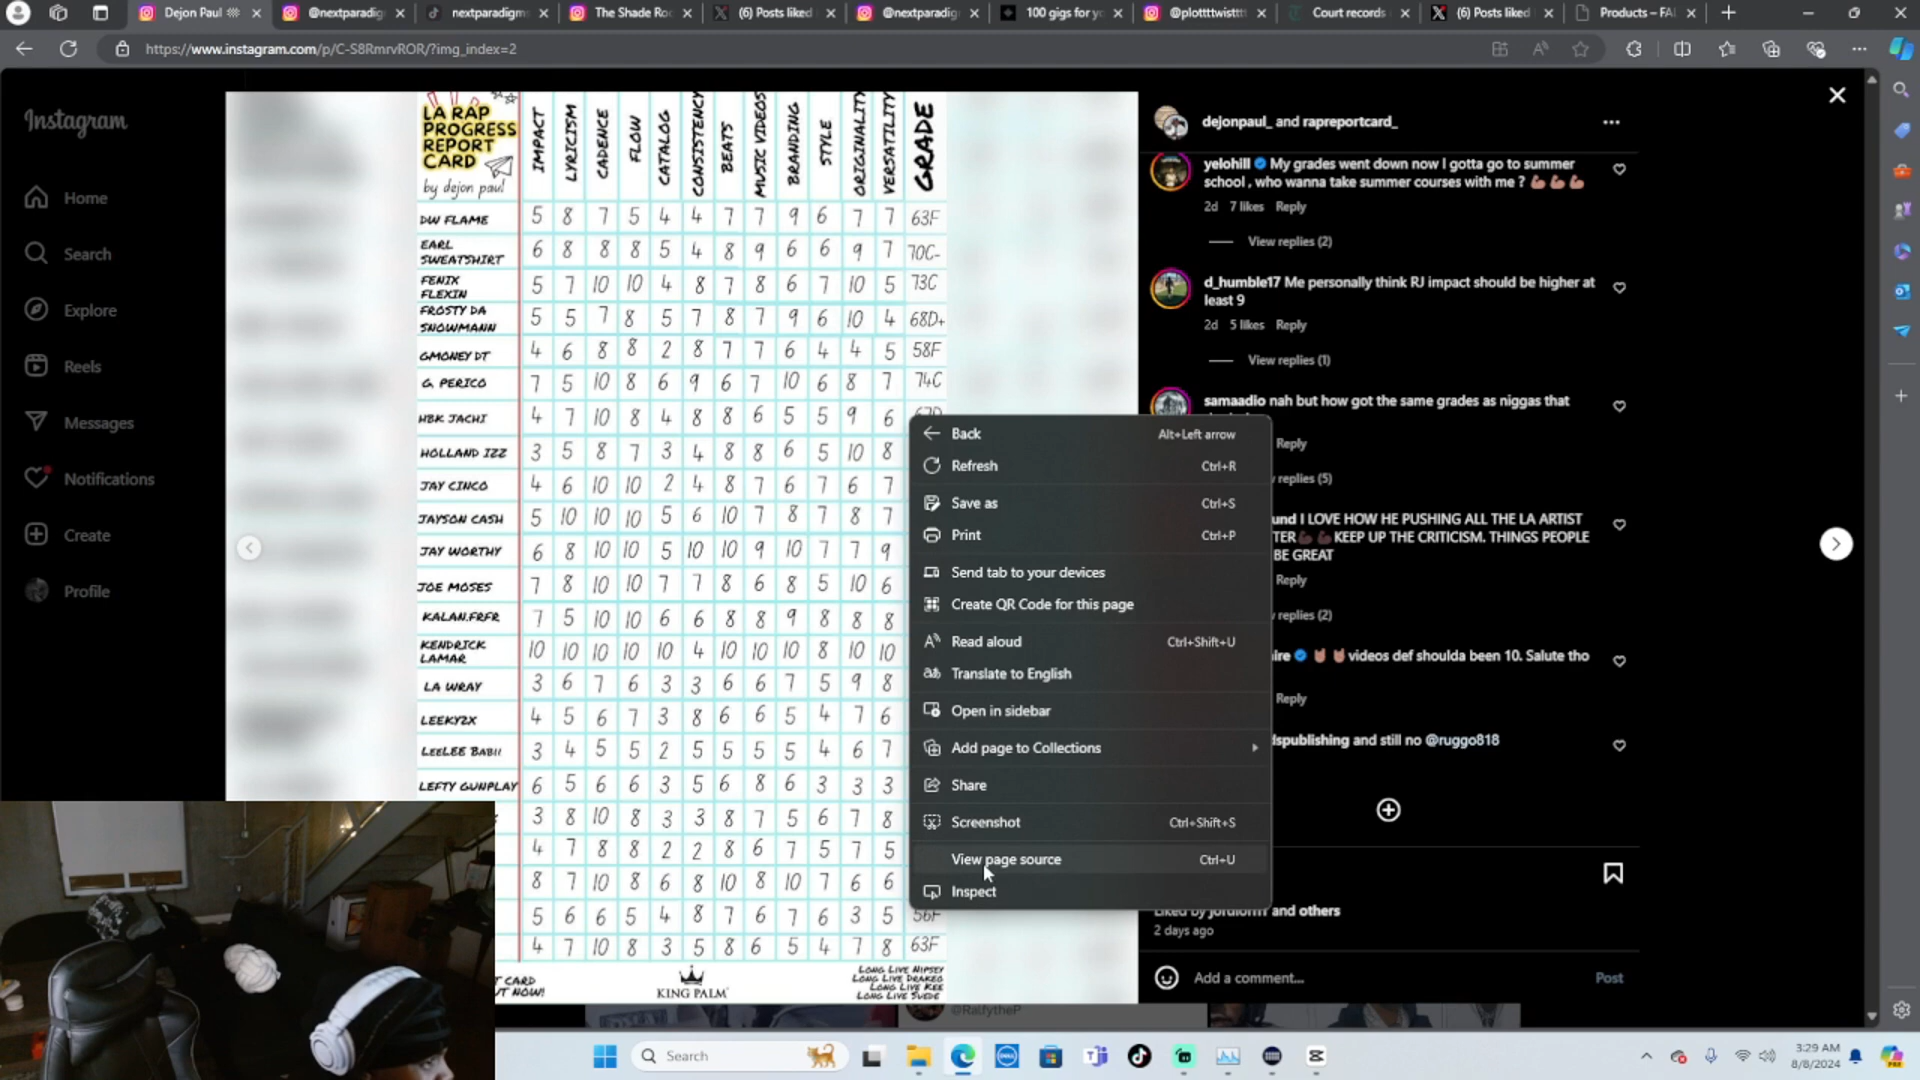 Dejon Paul
@nextparadig
nextparadigm
The Shade Ro
(6) Posts liked
@nextparadig
100 gigs for y
@plottttwistttt
Court records
(6) Posts liked
Products – FAL
https://www.instagram.com/p/C-S8RmrvROR/?img_index=2
Instagram
Home
Search
Explore
Reels
Messages
Notifications
Create
Profile
LA RAP
PROGRESS
REPORT
CARD
by dejon paul
IMPACT LYRICISM CADENCE FLOW CATALOG CONSISTENCY BEATS MUSIC VIDEOS BRANDING STYLE ORIGINALITY VERSATILITY GRADE
DW FLAME 5 8 7 5 4 4 7 7 9 6 7 7 63F
EARL SWEATSHIRT 6 8 8 8 5 4 8 9 6 6 9 7 70C-
FENIX FLEXIN 5 7 10 10 4 8 7 8 6 7 10 5 73C
FROSTY DA SNOWMANN 5 5 7 8 5 7 8 7 9 6 10 4 68D+
GMONEY DT 4 6 8 8 2 8 7 7 6 4 4 5 58F
G. PERICO 7 5 10 8 6 9 6 7 10 6 8 7 74C
HBK JACHI 4 7 10 8 4 8 8 6 5 5 9 6
HOLLAND IZZ 3 5 8 7 3 4 8 8 6 5 10 8
JAY CINCO 4 6 10 10 2 4 8 7 6 7 6 7
JAYSON CASH 5 10 10 10 5 6 10 7 8 7 8 7
JAY WORTHY 6 8 10 10 5 10 10 9 10 7 7 9
JOE MOSES 7 8 10 10 7 7 8 6 8 5 10 6
KALAN.FRFR 7 5 10 10 6 6 8 8 9 8 8 8
KENDRICK LAMAR 10 10 10 10 10 4 10 10 10 8 10 10
LA WRAY 3 6 7 6 3 3 6 6 7 5 9 8
LEEKY2X 4 5 6 7 3 8 6 6 5 4 7 6
LEELEE BABII 3 4 5 5 2 5 5 5 5 4 6 7
LEFTY GUNPLAY 6 5 6 6 3 5 6 8 6 3 3 3
3 8 10 8 3 3 8 7 5 6 7 8
4 7 8 8 2 2 8 6 7 5 7 5
8 7 10 8 6 8 10 8 10 7 6 6
5 6 6 5 4 8 7 6 7 6 3 5 56F
4 7 10 8 3 5 8 6 5 4 7 8 63F
T CARD
UT NOW!
KING PALM
LONG LIVE NIPSEY
LONG LIVE DRAKEO
LONG LIVE KEE
LONG LIVE SUEDE
Back Alt+Left arrow
Refresh Ctrl+R
Save as Ctrl+S
Print Ctrl+P
Send tab to your devices
Create QR Code for this page
Read aloud Ctrl+Shift+U
Translate to English
Open in sidebar
Add page to Collections
Share
Screenshot Ctrl+Shift+S
View page source Ctrl+U
Inspect
dejonpaul_ and rapreportcard_
yelohill My grades went down now I gotta go to summer
school , who wanna take summer courses with me ? 💪🏽💪🏽💪🏽
2d 7 likes Reply
View replies (2)
d_humble17 Me personally think RJ impact should be higher at
least 9
2d 5 likes Reply
View replies (1)
samaadio nah but how got the same grades as niggas that
Reply
replies (5)
und I LOVE HOW HE PUSHING ALL THE LA ARTIST
TER KEEP UP THE CRITICISM. THINGS PEOPLE
BE GREAT
Reply
replies (2)
ire videos def shoulda been 10. Salute tho
Reply
dspublishing and still no @ruggo818
Liked by jordionff and others
2 days ago
Add a comment...
Post
@RalfytheP
Search
3:29 AM
8/8/2024